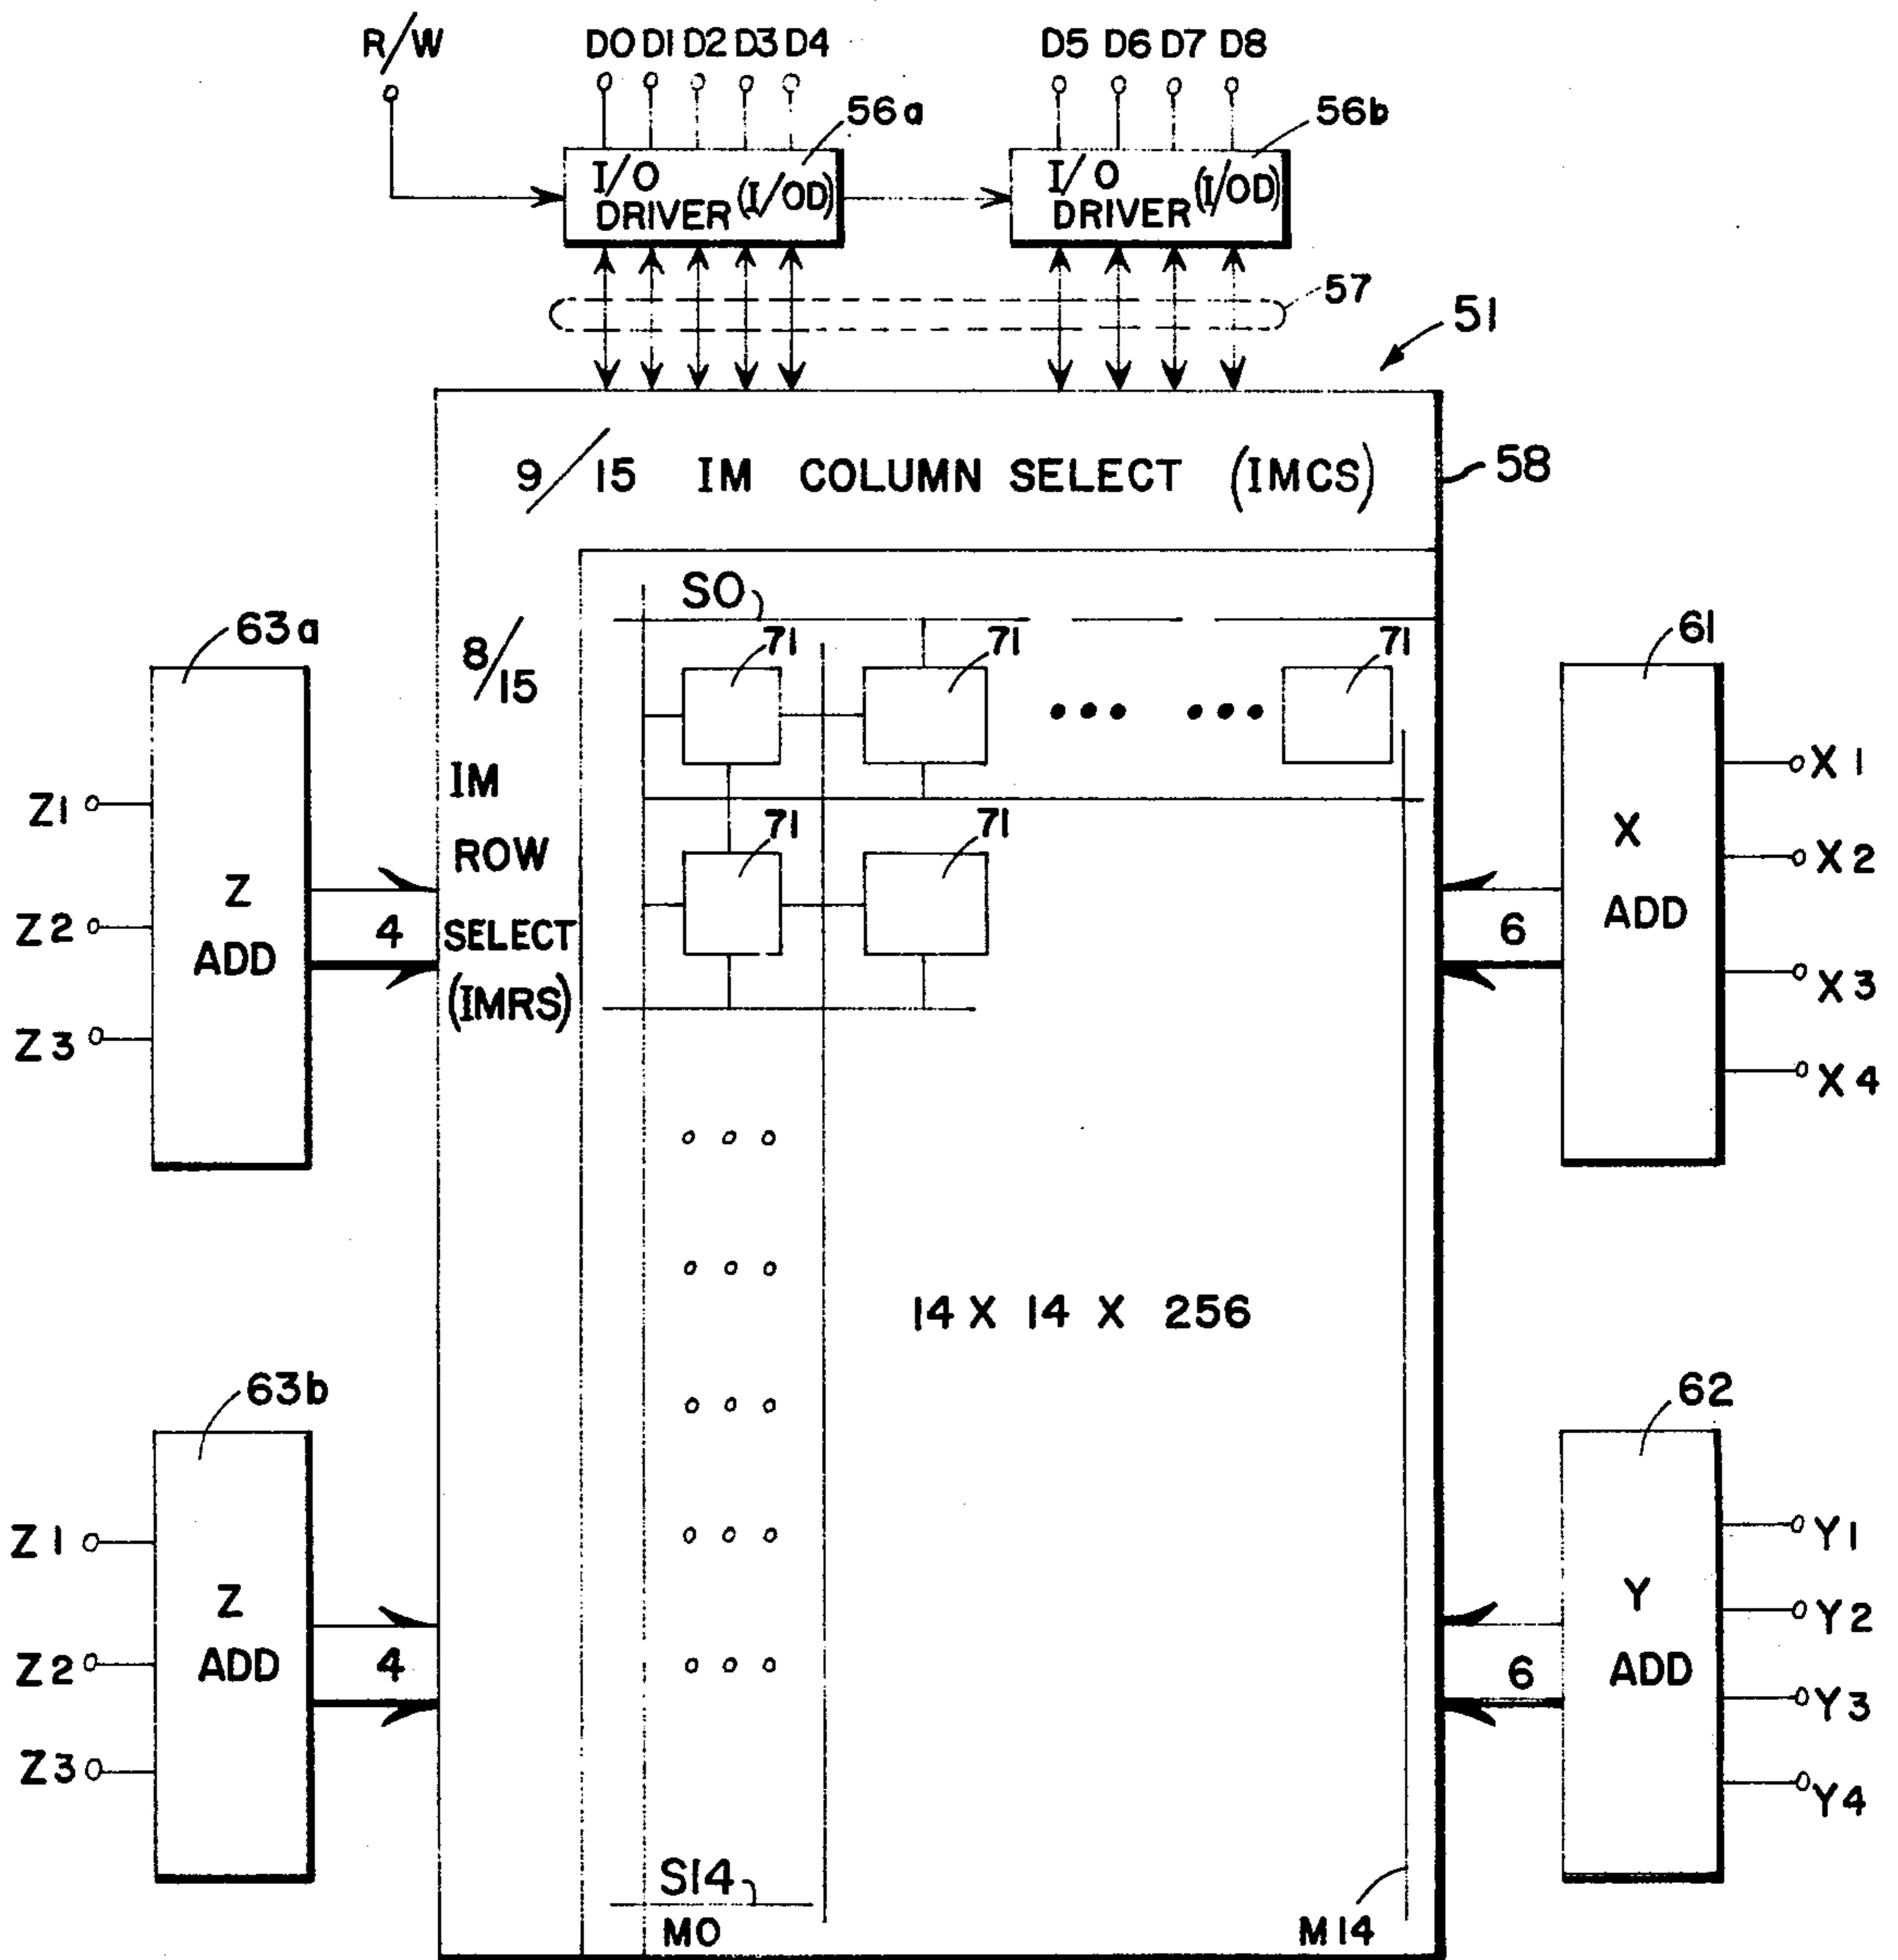 R/W
D0 D1 D2 D3 D4
D5 D6 D7 D8
56a
56b
I/O DRIVER (I/OD)
I/O DRIVER (I/OD)
57
51
9/15 IM COLUMN SELECT (IMCS)
58
S0
63a
8/15
71
71
71
61
IM
ROW
SELECT
(IMRS)
71
71
Z1
Z2
Z3
Z
ADD
4
X
ADD
6
X1
X2
X3
X4
14 X 14 X 256
63b
62
Z1
Z2
Z3
Z
ADD
4
Y
ADD
6
Y1
Y2
Y3
Y4
S14
M0
M14